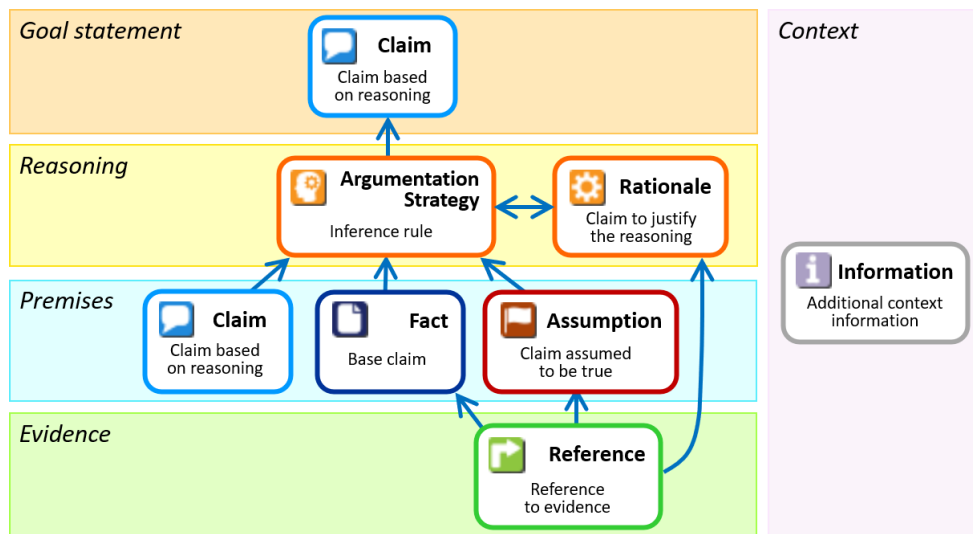 Goal statement
Claim
Claim based
on reasoning
Context
Reasoning
Argumentation
Strategy
Inference rule
Rationale
Claim to justify
the reasoning
Information
Additional context
information
Premises
Claim
Claim based
on reasoning
Fact
Base claim
Assumption
Claim assumed
to be true
Evidence
Reference
Reference
to evidence